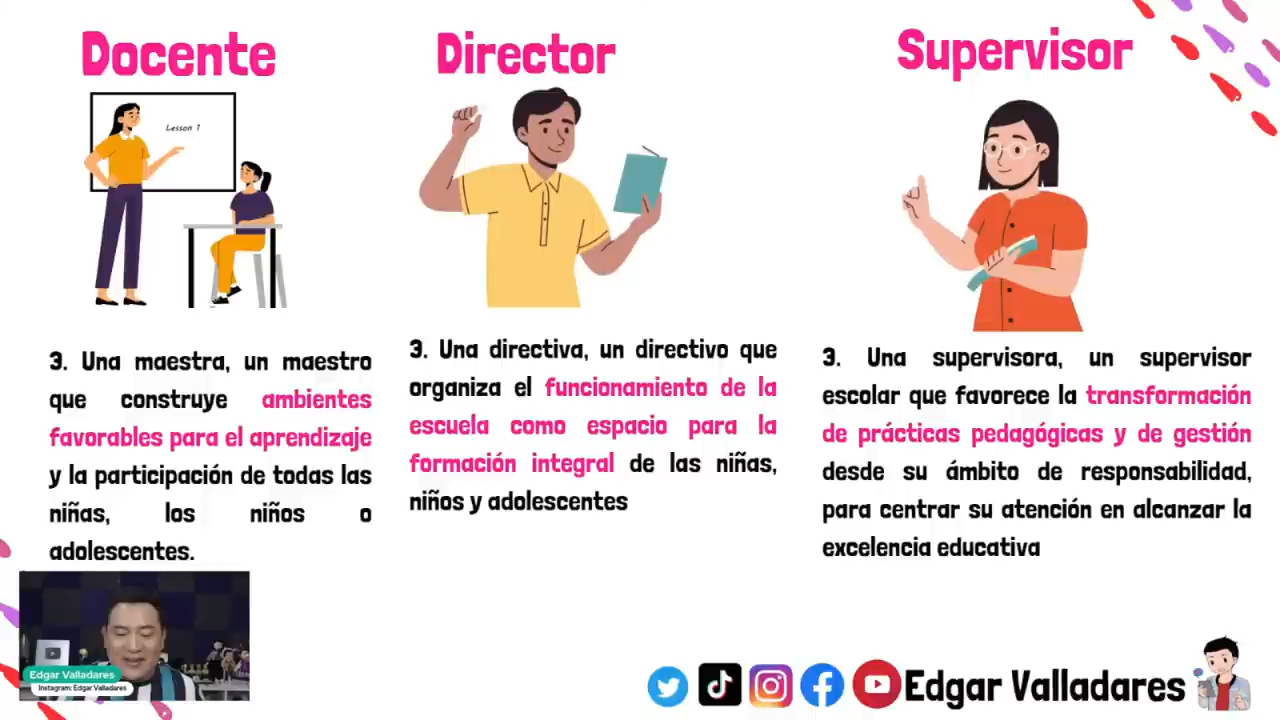 Docente
Director
Supervisor
Lesson 1
3. Una maestra, un maestro
que construye ambientes
favorables para el aprendizaje
y la participación de todas las
niñas, los niños o
adolescentes.
3. Una directiva, un directivo que
organiza el funcionamiento de la
escuela como espacio para la
formación integral de las niñas,
niños y adolescentes
3. Una supervisora, un supervisor
escolar que favorece la transformación
de prácticas pedagógicas y de gestión
desde su ámbito de responsabilidad,
para centrar su atención en alcanzar la
excelencia educativa
Edgar Valladares
Instagram: Edgar Valladares
Edgar Valladares